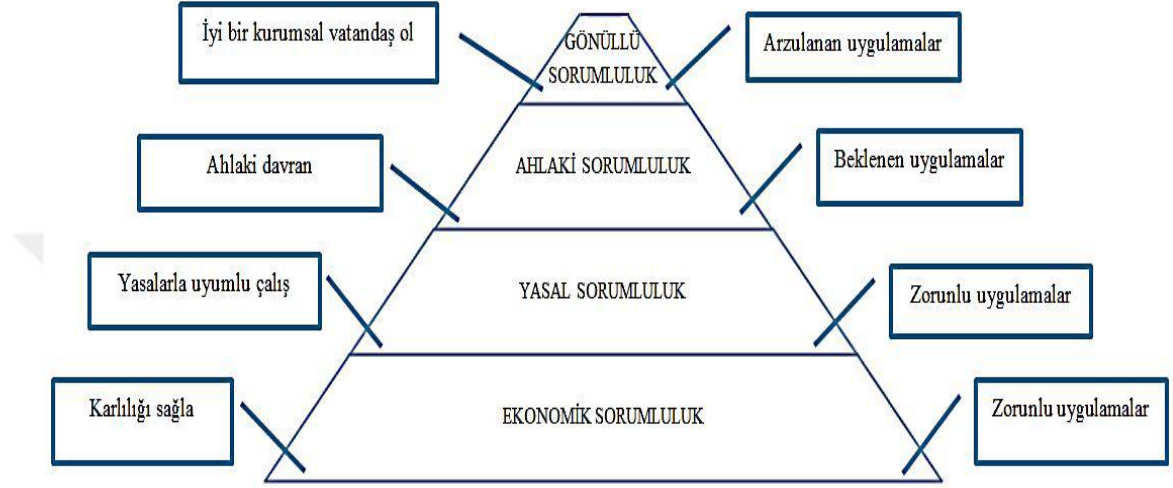 İyi bir kurumsal vatandaş ol
GÖNÜLLÜ
SORUMLULUK
Arzulanan uygulamalar
Ahlaki davran
AHLAKİ SORUMLULUK
Beklenen uygulamalar
Yasalarla uyumlu çalış
YASAL SORUMLULUK
Zorunlu uygulamalar
Karlılığı sağla
EKONOMİK SORUMLULUK
Zorunlu uygulamalar